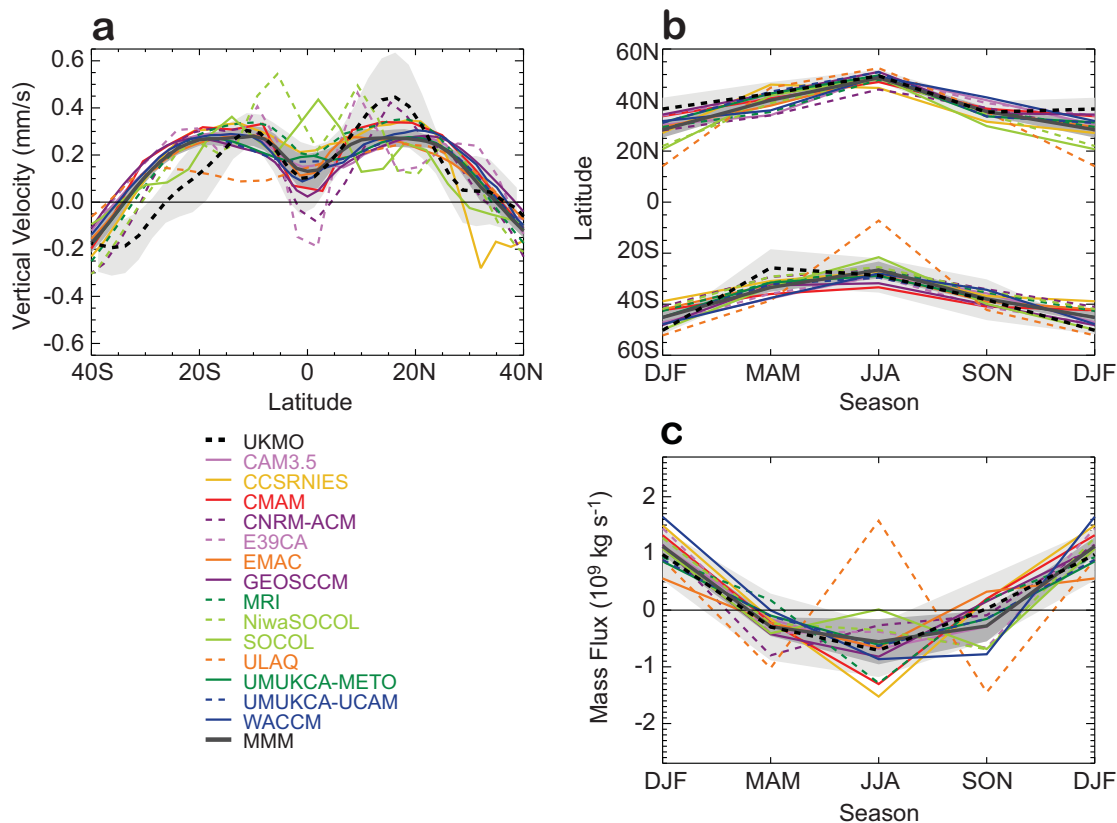 a
Vertical Velocity (mm/s)
0.6
0.4
0.2
0.0
-0.2
-0.4
-0.6
40S 20S 0 20N 40N
Latitude
b
Latitude
60N
40N
20N
0
20S
40S
60S
DJF MAM JJA SON DJF
Season
UKMO
CAM3.5
CCSRNIES
CMAM
CNRM-ACM
E39CA
EMAC
GEOSCCM
MRI
NiwaSOCOL
SOCOL
ULAQ
UMUKCA-METO
UMUKCA-UCAM
WACCM
MMM
c
Mass Flux (10⁹ kg s⁻¹)
2
1
0
-1
-2
DJF MAM JJA SON DJF
Season